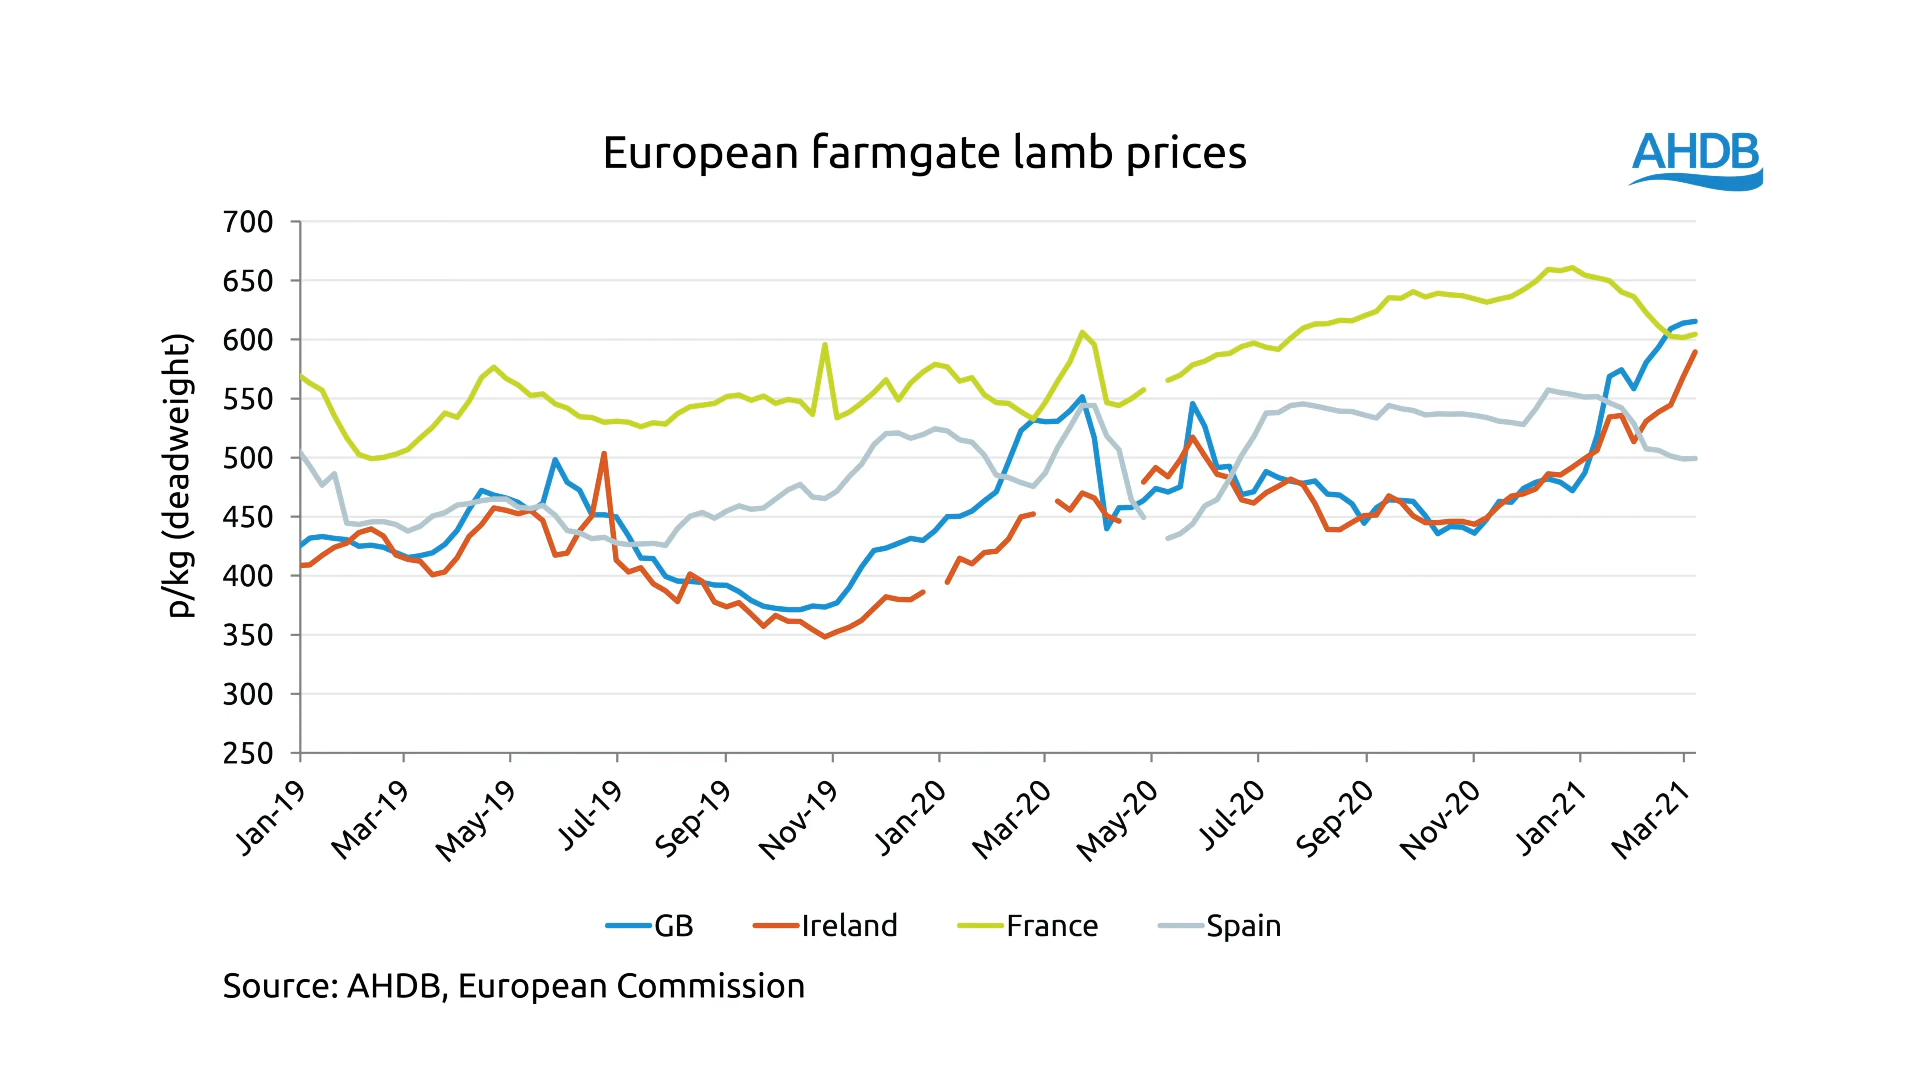 European farmgate lamb prices
AHDB
p/kg (deadweight)
700
650
600
550
500
450
400
350
300
250
Jan-19
Mar-19
May-19
Jul-19
Sep-19
Nov-19
Jan-20
Mar-20
May-20
Jul-20
Sep-20
Nov-20
Jan-21
Mar-21
GB
Ireland
France
Spain
Source: AHDB, European Commission